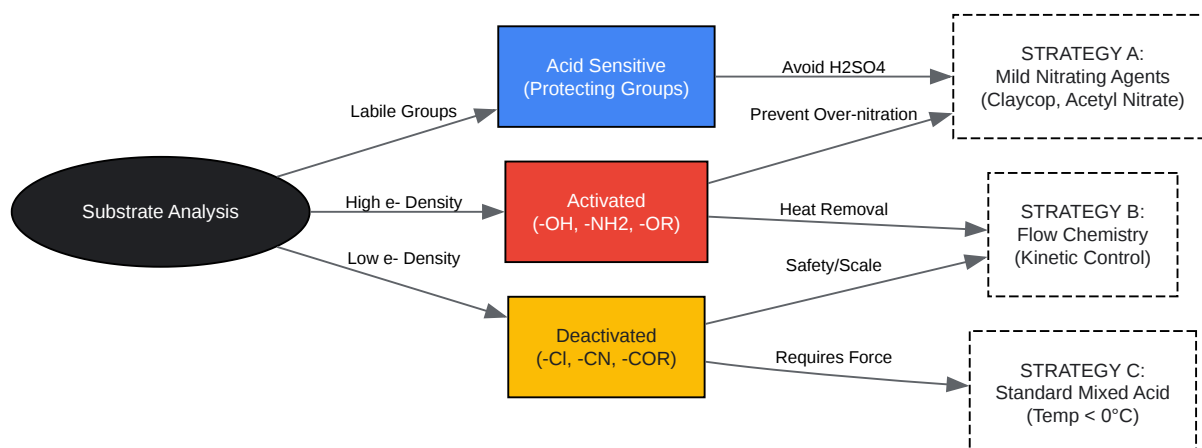 Substrate Analysis
Labile Groups
High e- Density
Low e- Density
Acid Sensitive
(Protecting Groups)
Activated
(-OH, -NH2, -OR)
Deactivated
(-Cl, -CN, -COR)
Avoid H2SO4
Prevent Over-nitration
Heat Removal
Safety/Scale
Requires Force
STRATEGY A:
Mild Nitrating Agents
(Claycop, Acetyl Nitrate)
STRATEGY B:
Flow Chemistry
(Kinetic Control)
STRATEGY C:
Standard Mixed Acid
(Temp < 0°C)